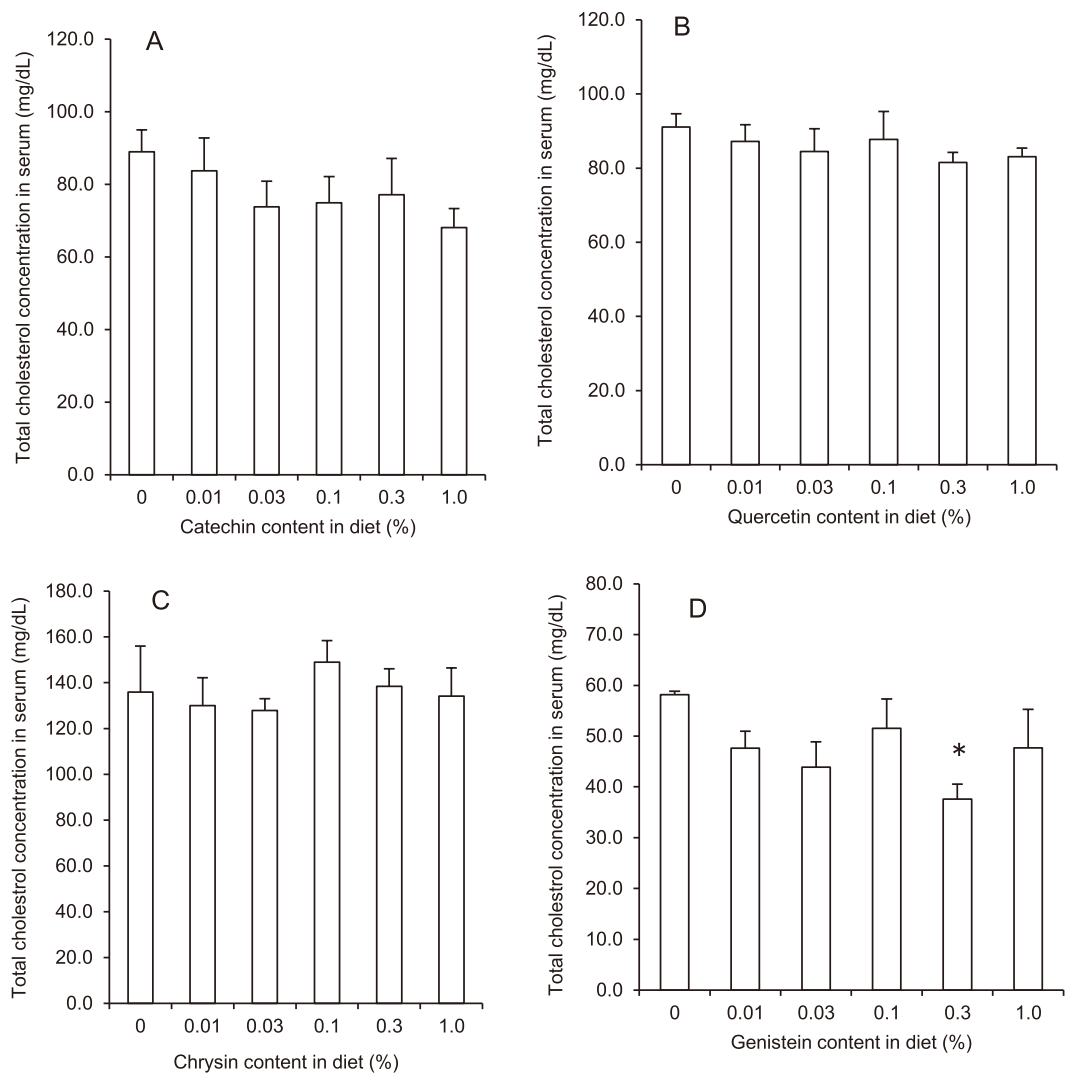 A
Total cholesterol concentration in serum (mg/dL)
120.0
100.0
80.0
60.0
40.0
20.0
0.0
0 0.01 0.03 0.1 0.3 1.0
Catechin content in diet (%)
B
Total cholesterol concentration in serum (mg/dL)
120.0
100.0
80.0
60.0
40.0
20.0
0.0
0 0.01 0.03 0.1 0.3 1.0
Quercetin content in diet (%)
C
Total cholestrol concentration in serum (mg/dL)
180.0
160.0
140.0
120.0
100.0
80.0
60.0
40.0
20.0
0.0
0 0.01 0.03 0.1 0.3 1.0
Chrysin content in diet (%)
D
Total cholestrol concentration in serum (mg/dL)
80.0
70.0
60.0
50.0
40.0
30.0
20.0
10.0
0.0
*
0 0.01 0.03 0.1 0.3 1.0
Genistein content in diet (%)